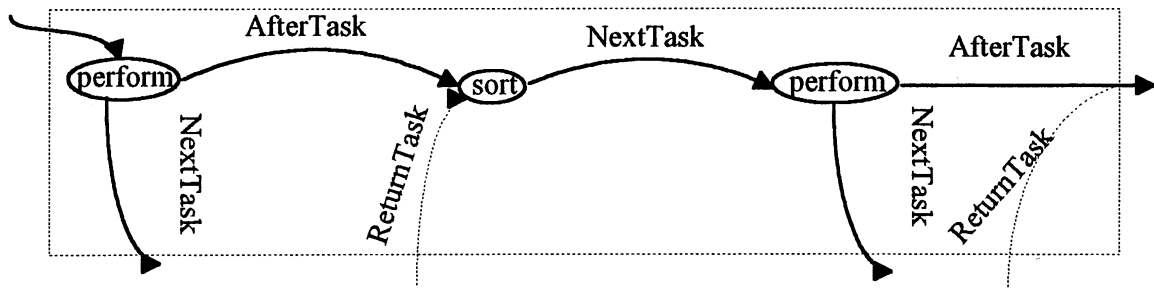 AfterTask
NextTask
AfterTask
perform
sort
perform
NextTask
ReturnTask
NextTask
ReturnTask